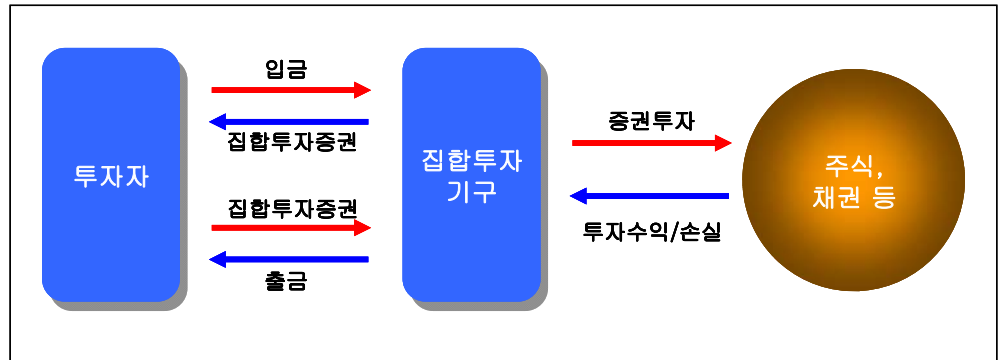 투자자
입금
집합투자증권
집합투자증권
출금
집합투자
기구
증권투자
투자수익/손실
주식,
채권 등